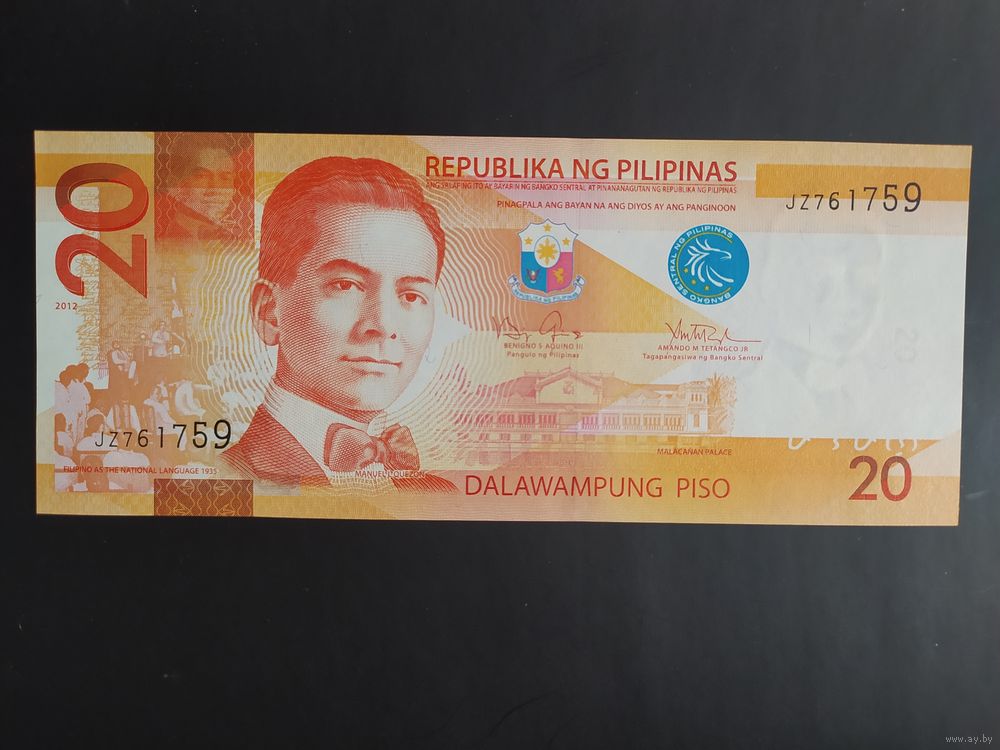 20
2012
REPUBLIKA NG PILIPINAS
ANG SALAPING ITO AY BAYARIN NG BANGKO SENTRAL AT PINANANAGUTAN NG REPUBLIKA NG PILIPINAS
PINAGPALA ANG BAYAN NA ANG DIYOS AY ANG PANGINOON
JZ761759
BANGKO SENTRAL NG PILIPINAS
BENIGNO S AQUINO III
Pangulo ng Pilipinas
AMANDO M TETANGCO JR
Tagapangasiwa ng Bangko Sentral
JZ761759
FILIPINO AS THE NATIONAL LANGUAGE 1935
MANUEL L QUEZON
MALACAÑAN PALACE
DALAWAMPUNG PISO
20
www.ay.by